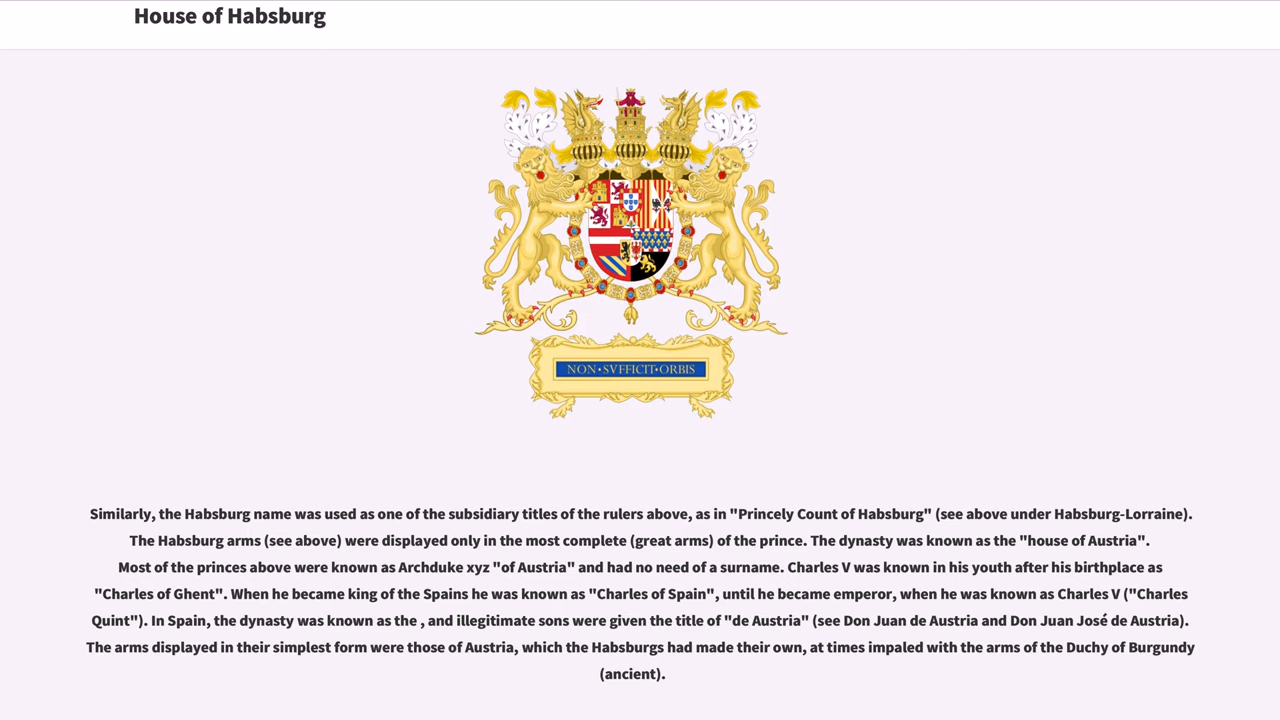 House of Habsburg
NON•SVFFICIT•ORBIS
Similarly, the Habsburg name was used as one of the subsidiary titles of the rulers above, as in "Princely Count of Habsburg" (see above under Habsburg-Lorraine).
The Habsburg arms (see above) were displayed only in the most complete (great arms) of the prince. The dynasty was known as the "house of Austria".
Most of the princes above were known as Archduke xyz "of Austria" and had no need of a surname. Charles V was known in his youth after his birthplace as
"Charles of Ghent". When he became king of the Spains he was known as "Charles of Spain", until he became emperor, when he was known as Charles V ("Charles
Quint"). In Spain, the dynasty was known as the , and illegitimate sons were given the title of "de Austria" (see Don Juan de Austria and Don Juan José de Austria).
The arms displayed in their simplest form were those of Austria, which the Habsburgs had made their own, at times impaled with the arms of the Duchy of Burgundy
(ancient).